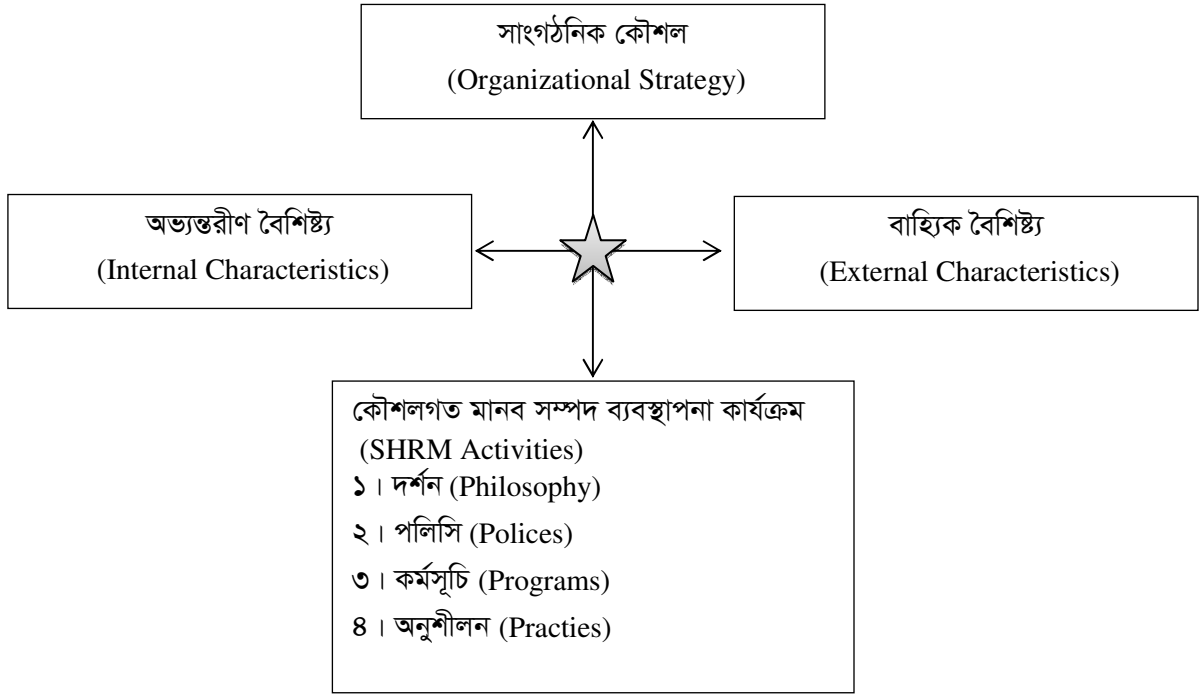 সাংগঠনিক কৌশল
(Organizational Strategy)
অভ্যন্তরীণ বৈশিষ্ট্য
(Internal Characteristics)
বাহ্যিক বৈশিষ্ট্য
(External Characteristics)
কৌশলগত মানব সম্পদ ব্যবস্থাপনা কার্যক্রম
(SHRM Activities)
১। দর্শন (Philosophy)
২। পলিসি (Polices)
৩। কর্মসূচি (Programs)
৪। অনুশীলন (Practies)